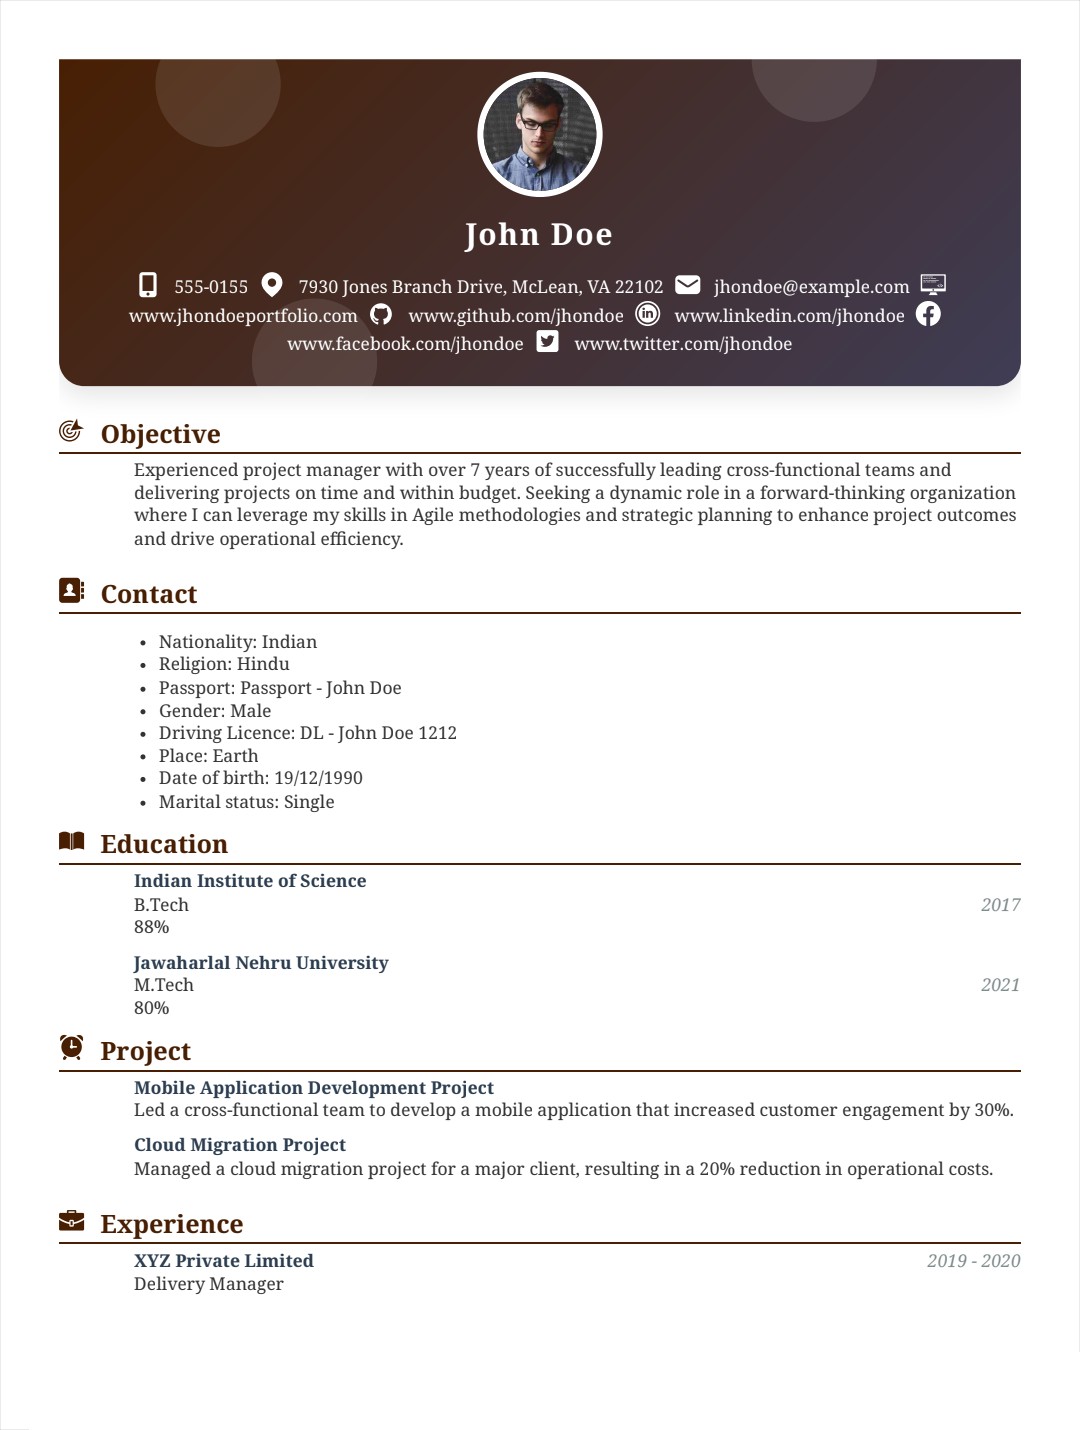 John Doe
555-0155 7930 Jones Branch Drive, McLean, VA 22102 jhondoe@example.com
www.jhondoeportfolio.com www.github.com/jhondoe www.linkedin.com/jhondoe
www.facebook.com/jhondoe www.twitter.com/jhondoe
Objective
Experienced project manager with over 7 years of successfully leading cross-functional teams and
delivering projects on time and within budget. Seeking a dynamic role in a forward-thinking organization
where I can leverage my skills in Agile methodologies and strategic planning to enhance project outcomes
and drive operational efficiency.
Contact
• Nationality: Indian
• Religion: Hindu
• Passport: Passport - John Doe
• Gender: Male
• Driving Licence: DL - John Doe 1212
• Place: Earth
• Date of birth: 19/12/1990
• Marital status: Single
Education
Indian Institute of Science
B.Tech 2017
88%
Jawaharlal Nehru University
M.Tech 2021
80%
Project
Mobile Application Development Project
Led a cross-functional team to develop a mobile application that increased customer engagement by 30%.
Cloud Migration Project
Managed a cloud migration project for a major client, resulting in a 20% reduction in operational costs.
Experience
XYZ Private Limited 2019 - 2020
Delivery Manager